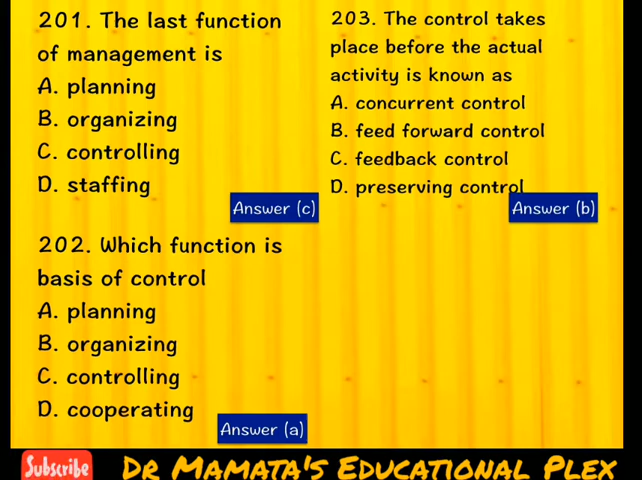 201. The last function
of management is
A. planning
B. organizing
C. controlling
D. staffing
Answer (c)
202. Which function is
basis of control
A. planning
B. organizing
C. controlling
D. cooperating
Answer (a)
203. The control takes
place before the actual
activity is known as
A. concurrent control
B. feed forward control
C. feedback control
D. preserving control
Answer (b)
Subscribe
DR MAMATA'S EDUCATIONAL PLEX